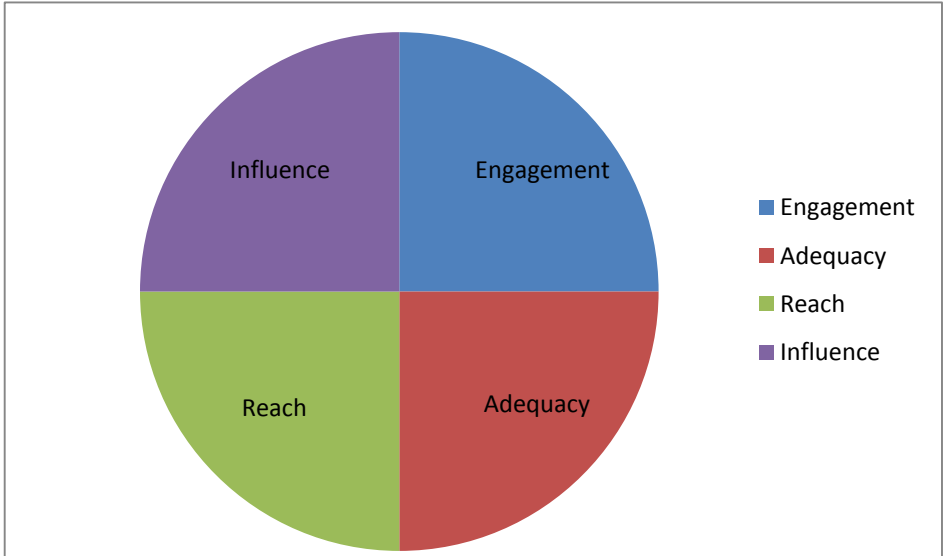 Influence
Engagement
Reach
Adequacy
Engagement
Adequacy
Reach
Influence